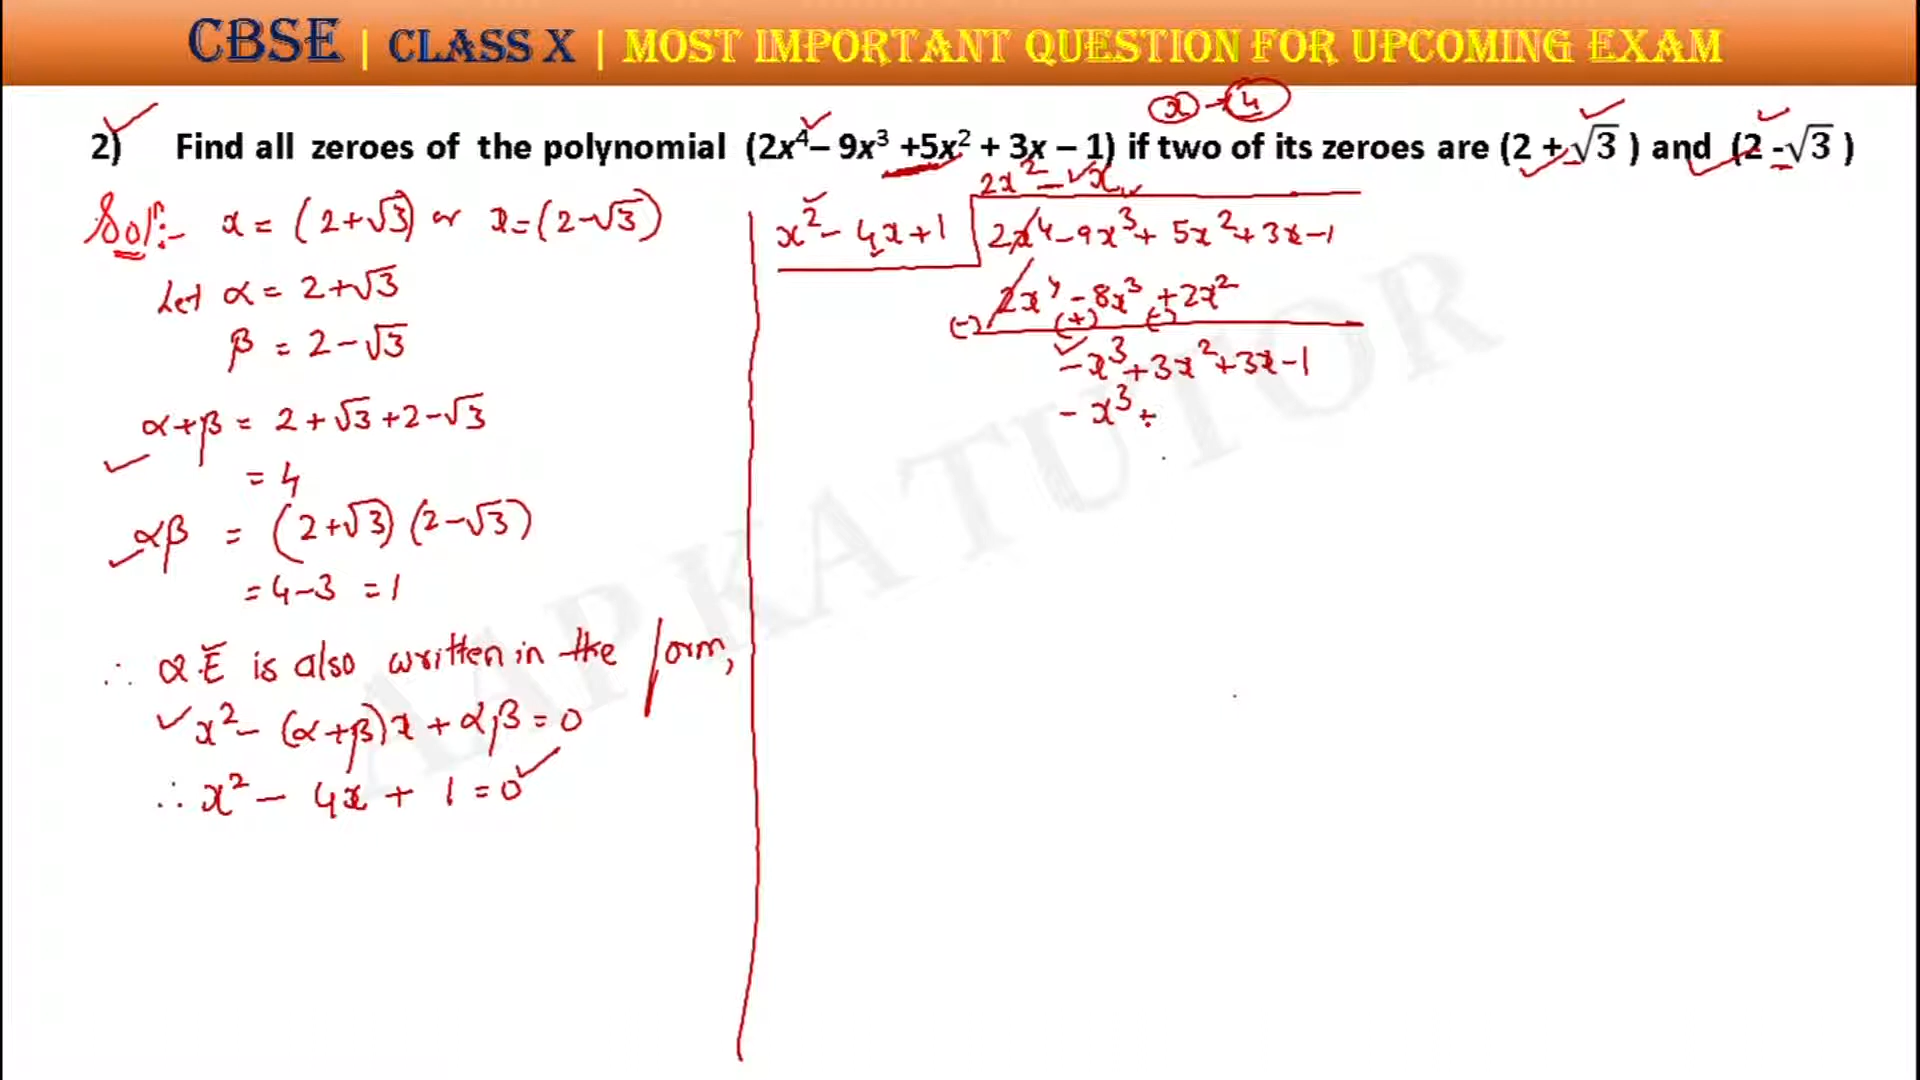 CBSE | CLASS X | MOST IMPORTANT QUESTION FOR UPCOMING EXAM
x → 4
2) Find all zeroes of the polynomial (2x⁴– 9x³ +5x² + 3x – 1) if two of its zeroes are (2 + √3 ) and (2 -√3 )
Sol:- x = (2+√3) or x=(2-√3)
Let α = 2+√3
β = 2-√3
α+β = 2+√3+2-√3
= 4
αβ = (2+√3)(2-√3)
= 4-3 = 1
∴ Q.E is also written in the form,
x² - (α+β)x + αβ = 0
∴ x² - 4x + 1 = 0
2x² - x
x² - 4x+1
2x⁴-9x³+ 5x²+3x-1
2x⁴ -8x³ +2x²
(-) (+) (-)
-x³+3x²+3x-1
- x³ +
AAPKA TUTOR